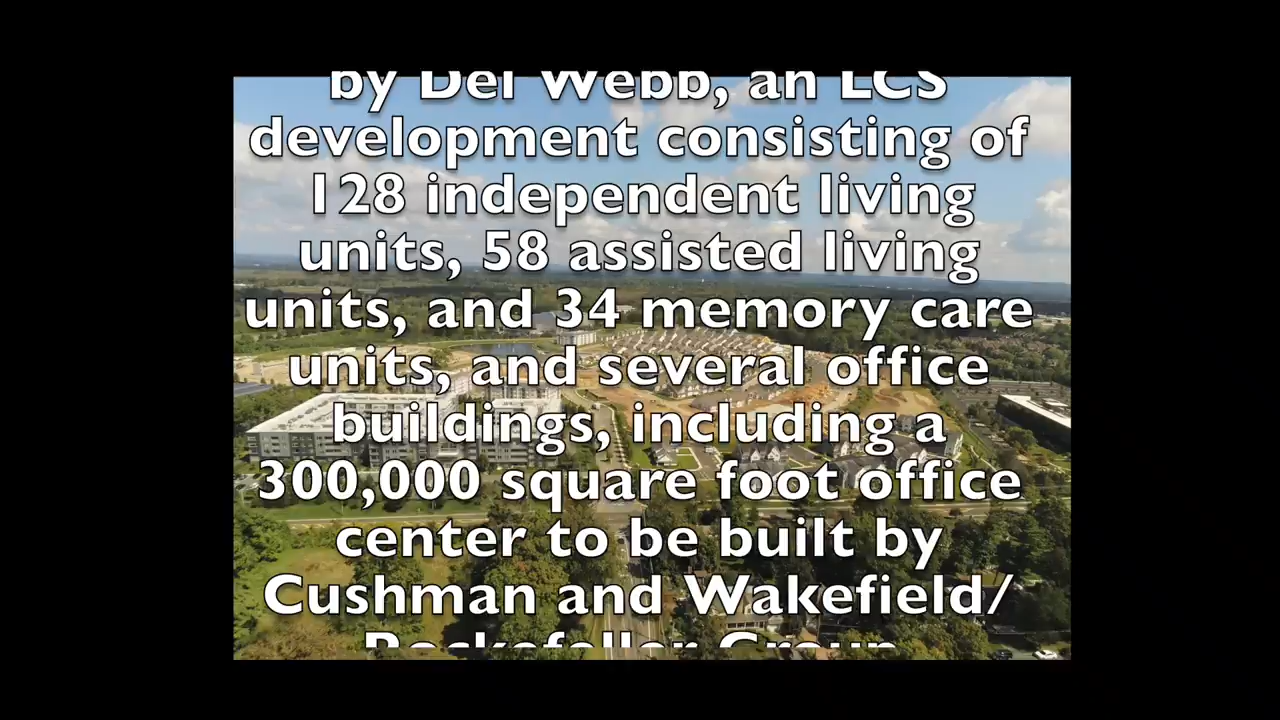 by Del Webb, an LCS
development consisting of
128 independent living
units, 58 assisted living
units, and 34 memory care
units, and several office
buildings, including a
300,000 square foot office
center to be built by
Cushman and Wakefield/
Rockefeller Group